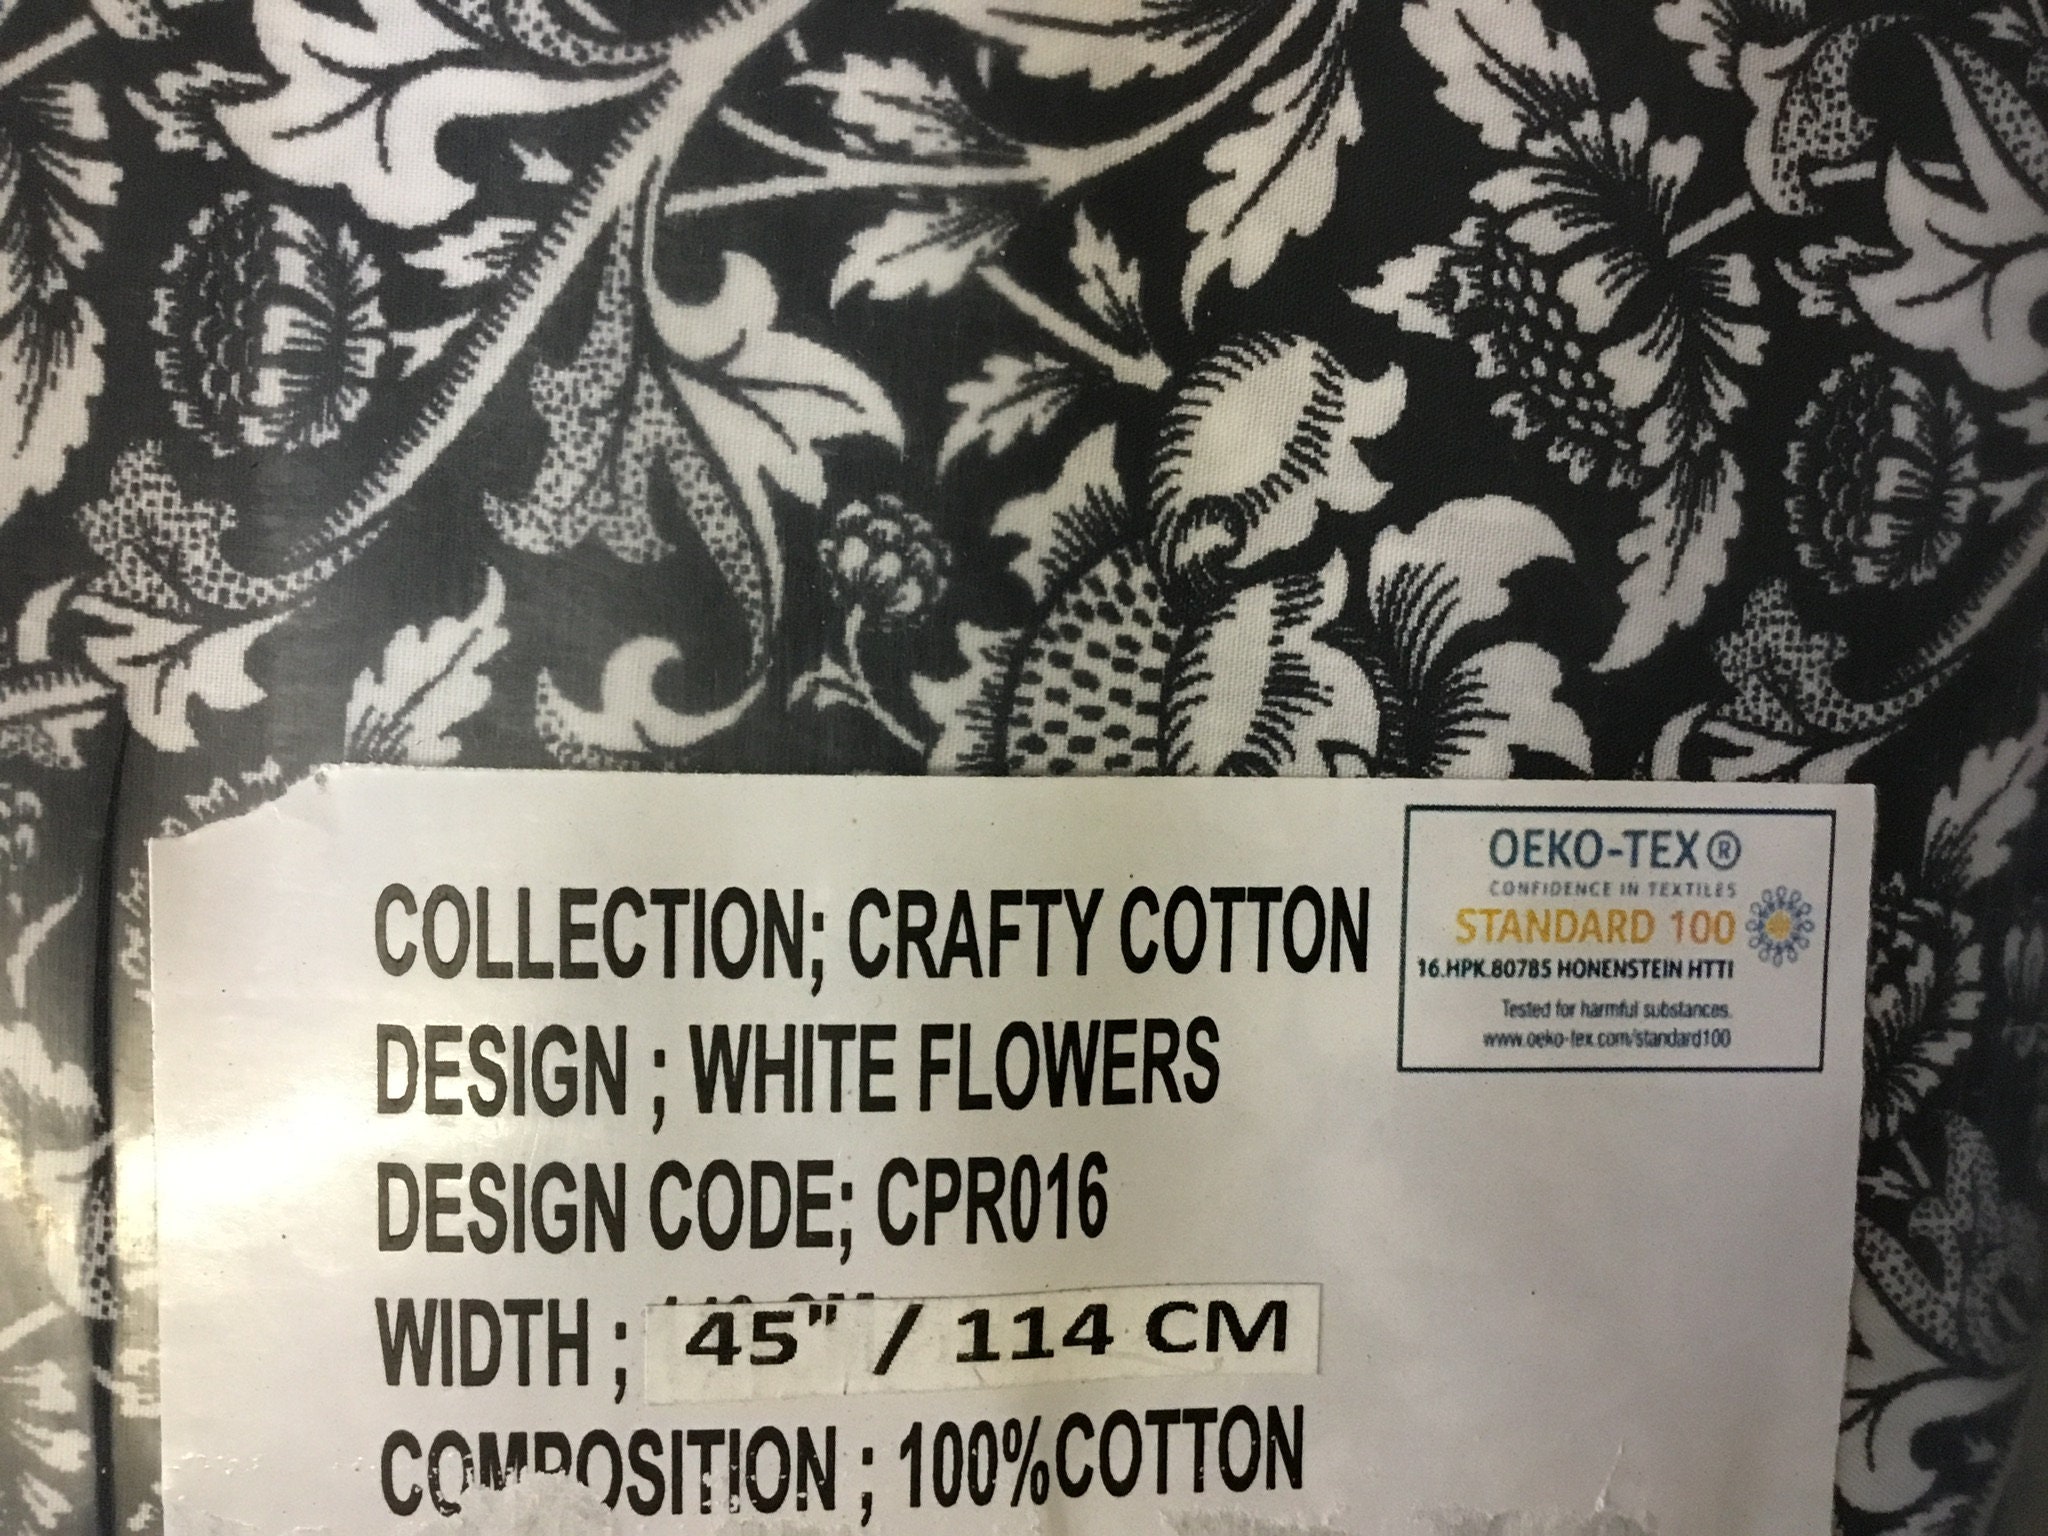 COLLECTION; CRAFTY COTTON
OEKO-TEX®
CONFIDENCE IN TEXTILES
STANDARD 100
16.HPK.80785 HONENSTEIN HTTI
Tested for harmful substances.
www.oeko-tex.com/standard100
DESIGN ; WHITE FLOWERS
DESIGN CODE; CPR016
WIDTH ; 45" / 114 CM
COMPOSITION ; 100%COTTON